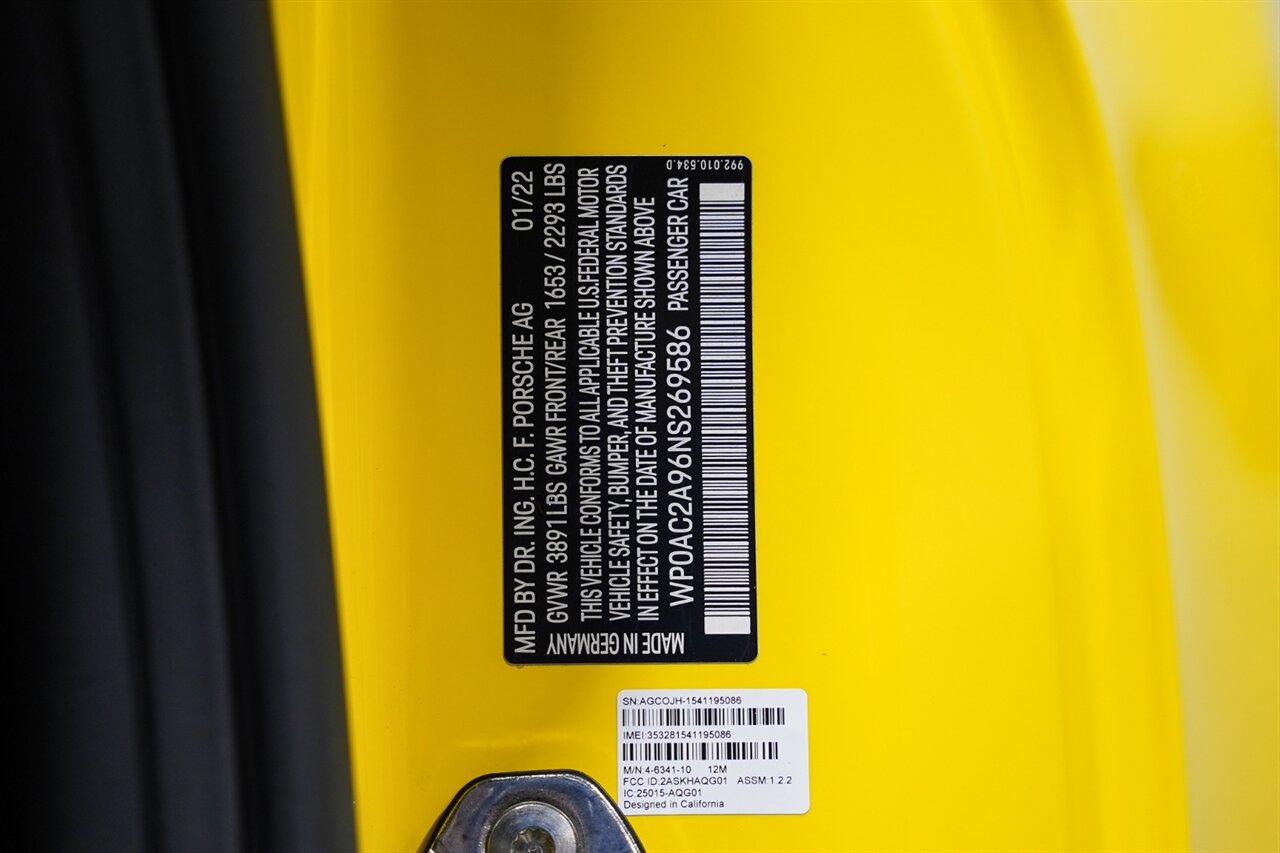 MFD BY DR. ING. H.C. F. PORSCHE AG 01/22
GVWR 3891 LBS GAWR FRONT/REAR 1653 / 2293 LBS
THIS VEHICLE CONFORMS TO ALL APPLICABLE U.S. FEDERAL MOTOR
VEHICLE SAFETY, BUMPER, AND THEFT PREVENTION STANDARDS
IN EFFECT ON THE DATE OF MANUFACTURE SHOWN ABOVE
WP0AC2A96NS269586 PASSENGER CAR
MADE IN GERMANY
992.010.534.D
SN:AGCOJH-1541195086
IMEI:353281541195086
M/N:4-6341-10 12M
FCC ID:2ASKHAQG01 ASSM:1.2.2
IC:25015-AQG01
Designed in California